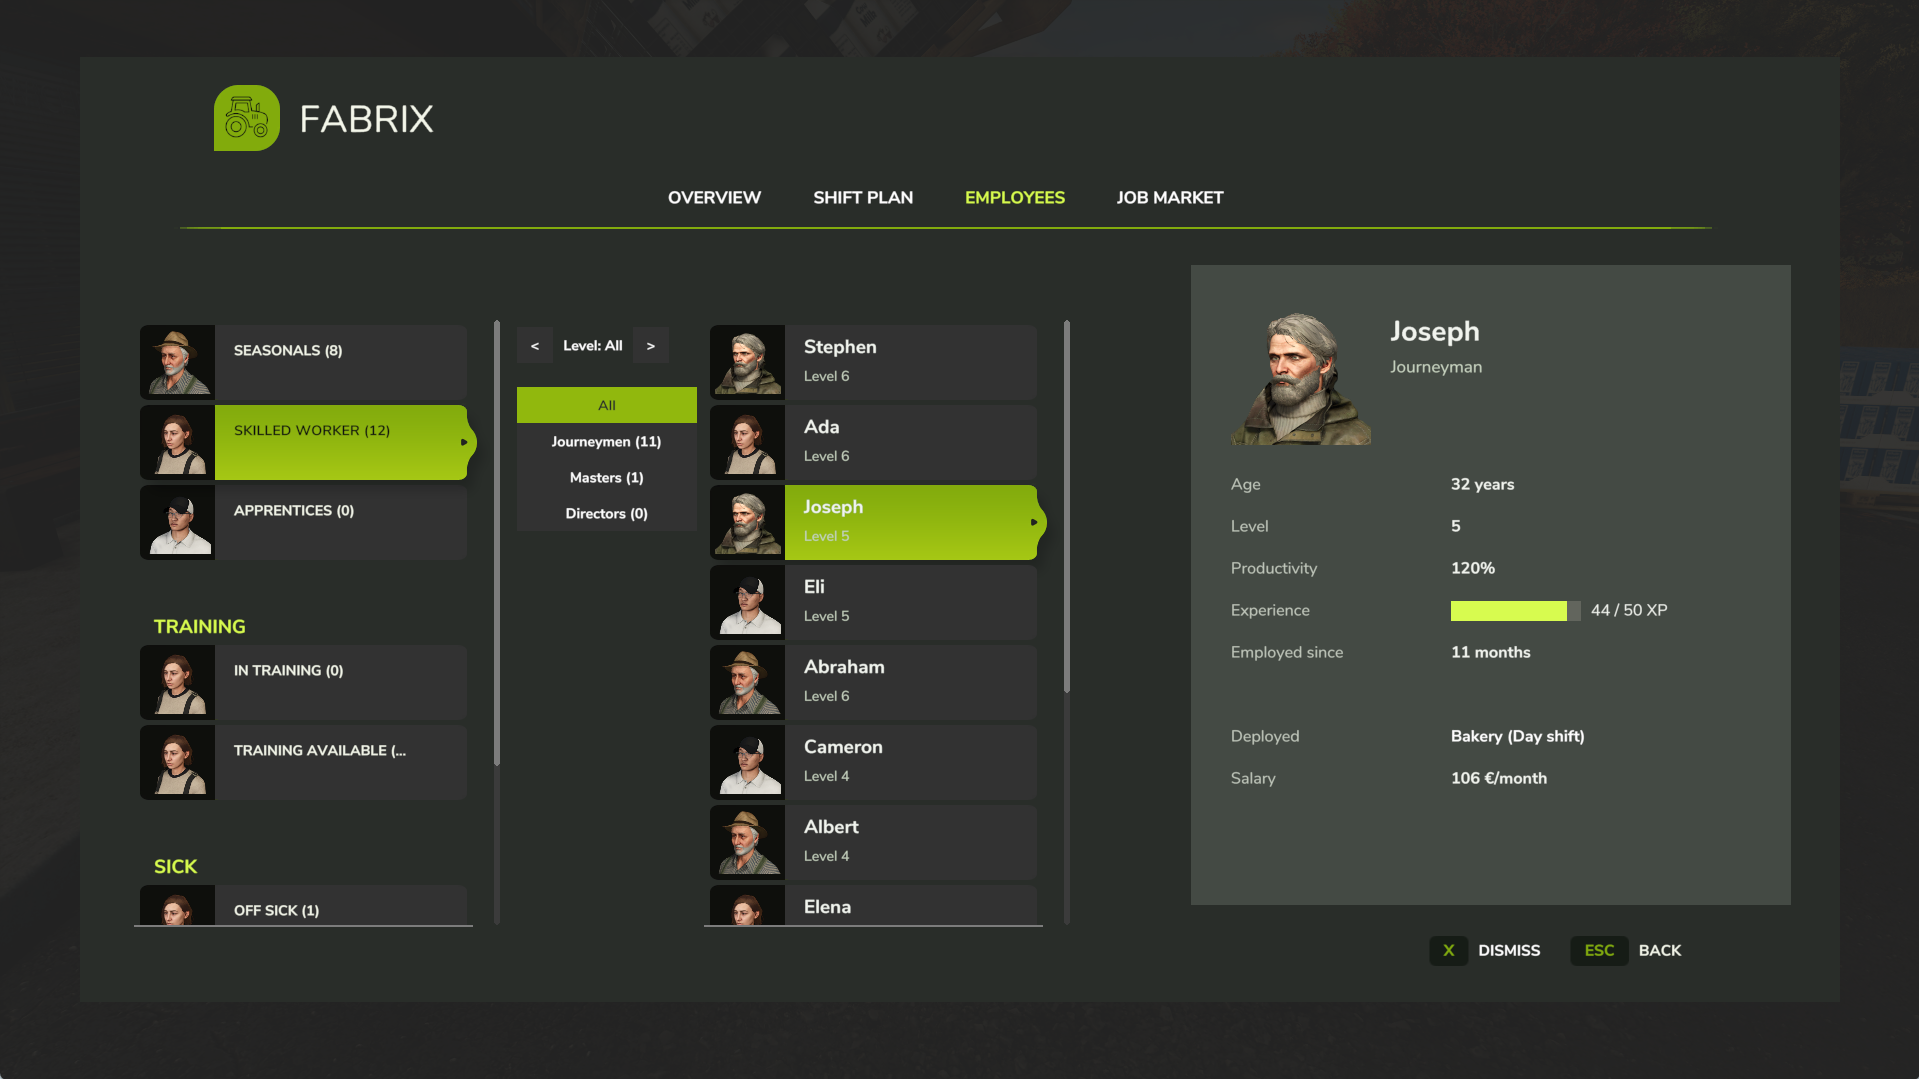 FABRIX
OVERVIEW
SHIFT PLAN
EMPLOYEES
JOB MARKET
SEASONALS (8)
SKILLED WORKER (12)
APPRENTICES (0)
TRAINING
IN TRAINING (0)
TRAINING AVAILABLE (...
SICK
OFF SICK (1)
< Level: All >
All
Journeymen (11)
Masters (1)
Directors (0)
Stephen
Level 6
Ada
Level 6
Joseph
Level 5
Eli
Level 5
Abraham
Level 6
Cameron
Level 4
Albert
Level 4
Elena
Joseph
Journeyman
Age 32 years
Level 5
Productivity 120%
Experience 44 / 50 XP
Employed since 11 months
Deployed Bakery (Day shift)
Salary 106 €/month
X DISMISS ESC BACK